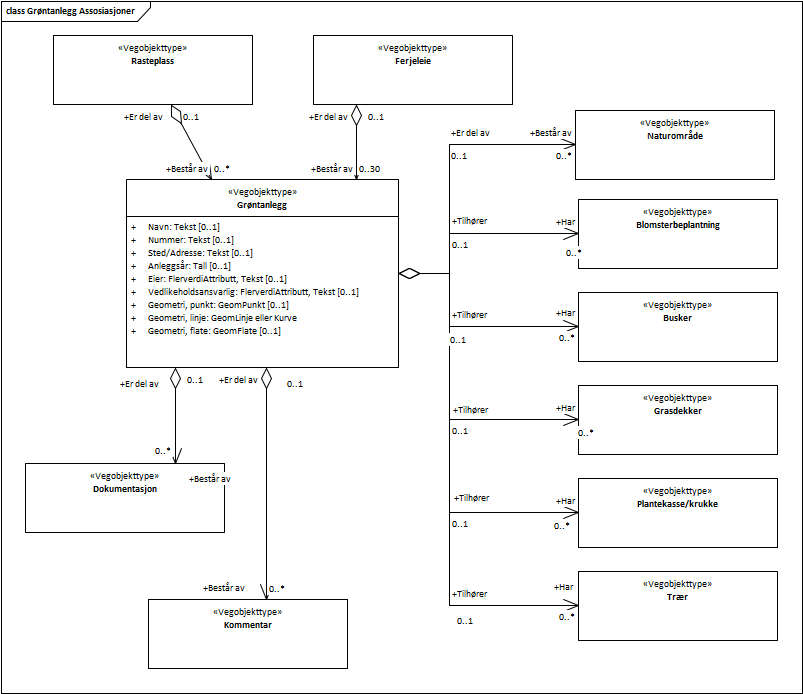 class Grøntanlegg Assosiasjoner
«Vegobjekttype»
Rasteplass
«Vegobjekttype»
Ferjeleie
+Er del av
0..1
+Er del av
0..1
+Består av
0..*
+Består av
0..30
«Vegobjekttype»
Grøntanlegg
+ Navn: Tekst [0..1]
+ Nummer: Tekst [0..1]
+ Sted/Adresse: Tekst [0..1]
+ Anleggsår: Tall [0..1]
+ Eier: FlerverdiAttributt, Tekst [0..1]
+ Vedlikeholdsansvarlig: FlerverdiAttributt, Tekst [0..1]
+ Geometri, punkt: GeomPunkt [0..1]
+ Geometri, linje: GeomLinje eller Kurve
+ Geometri, flate: GeomFlate [0..1]
+Er del av
+Består av
0..1
0..*
«Vegobjekttype»
Naturområde
+Tilhører
+Har
0..1
0..*
«Vegobjekttype»
Blomsterbeplantning
+Tilhører
+Har
0..1
0..*
«Vegobjekttype»
Busker
+Tilhører
+Har
0..1
0..*
«Vegobjekttype»
Grasdekker
+Tilhører
+Har
0..1
0..*
«Vegobjekttype»
Plantekasse/krukke
+Tilhører
+Har
0..1
0..*
«Vegobjekttype»
Trær
+Er del av
0..1
+Er del av
0..1
0..*
+Består av
«Vegobjekttype»
Dokumentasjon
+Består av
0..*
«Vegobjekttype»
Kommentar